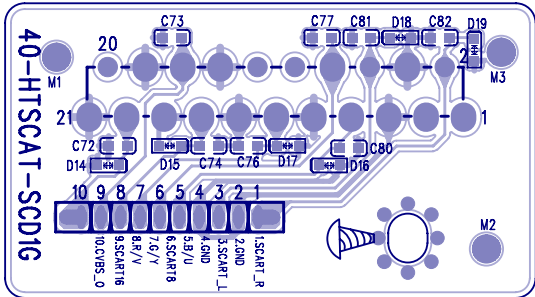 C73
C77
C81
D18
C82
D19
40-HTSCAT-SCD1G
20
2
M1
M3
21
1
C72
D15
C74
C76
D17
C80
D14
D16
10 9 8 7 6 5 4 3 2 1
10.CVBS_O
9.SCART16
8.R/V
7.G/Y
6.SCART8
5.B/U
4.GND
3.SCART_L
2.GND
1.SCART_R
M2